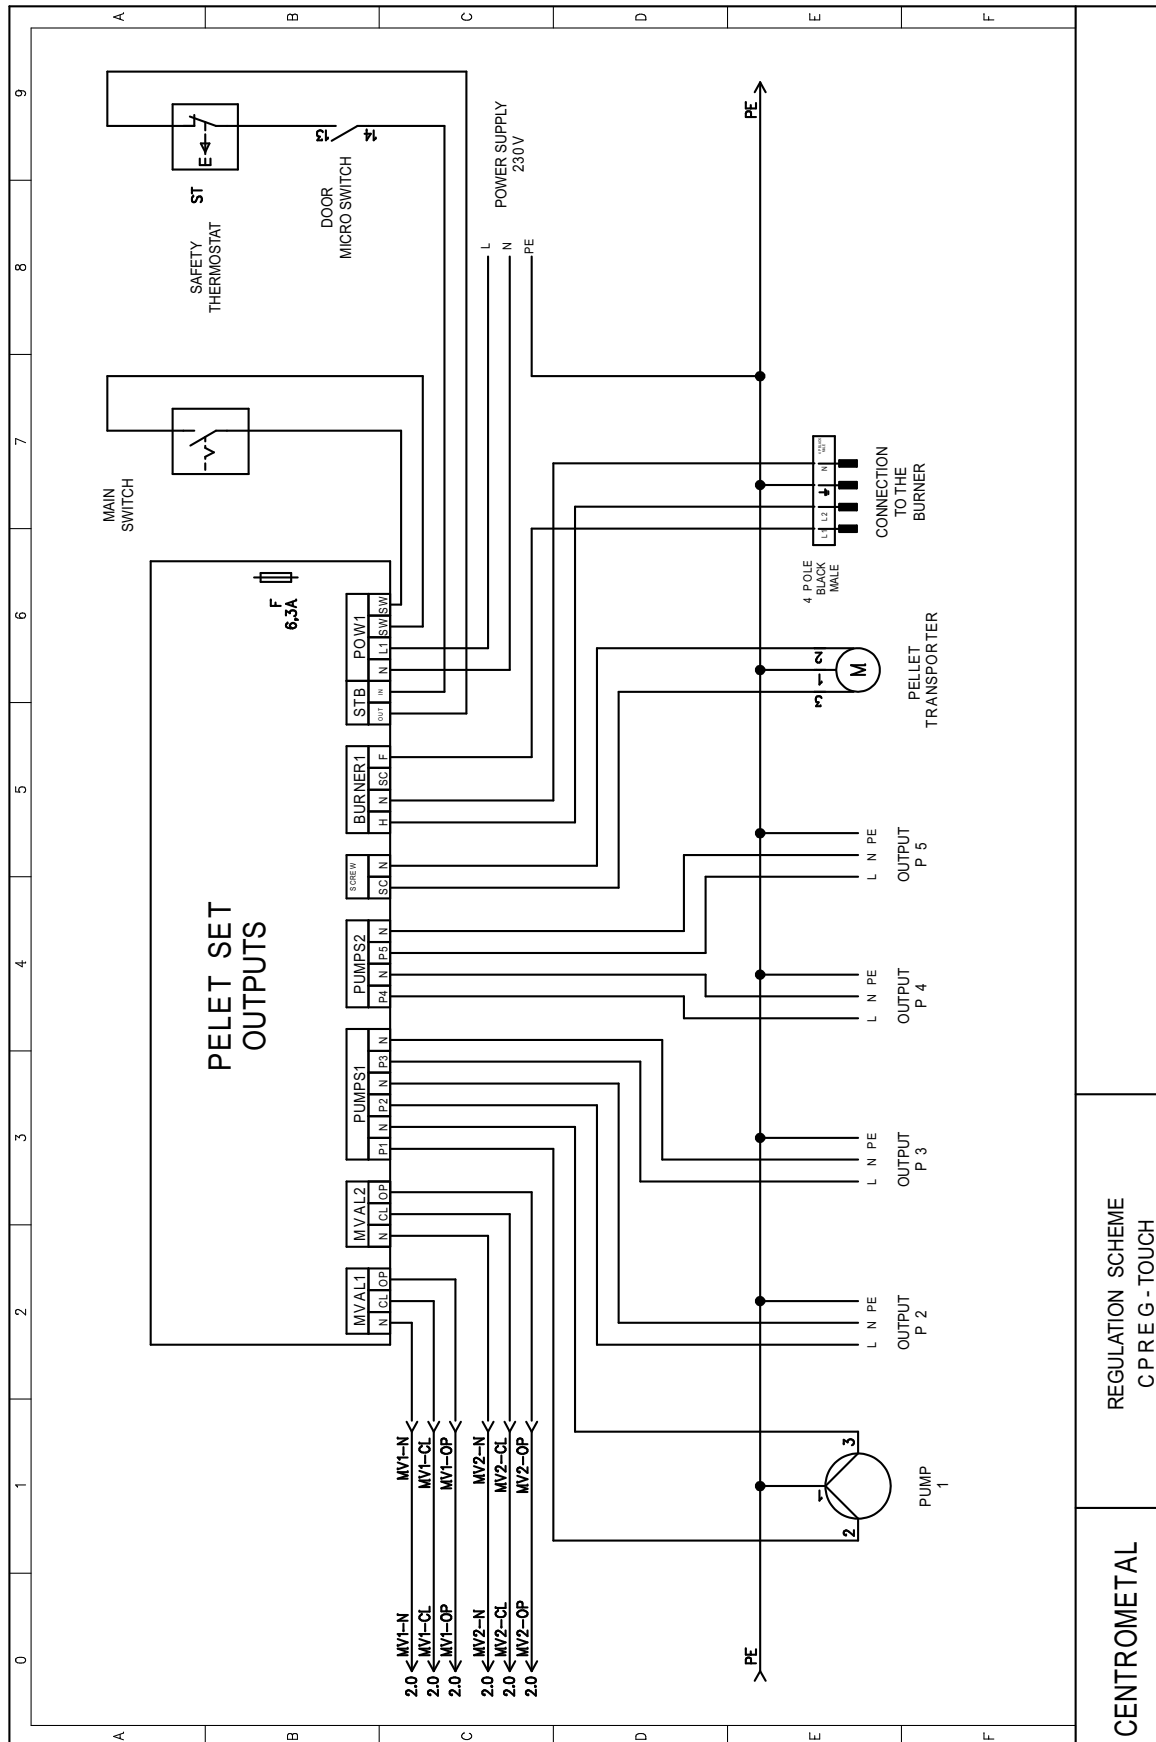 0 1 2 3 4 5 6 7 8 9
A
B
C
D
E
F
A
B
C
D
E
F
PELET SET
OUTPUTS
F
6,3A
MAIN
SWITCH
SAFETY
THERMOSTAT
ST
E
DOOR
MICRO SWITCH
13
14
MVAL1
N CL OP
MVAL2
N CL OP
PUMPS1
P1 N P2 N P3 N
PUMPS2
P4 N P5 N
SCREW
SC N
BURNER1
H N SC F
STB
OUT IN
POW1
N L1 SW SW
2.0 MV1-N MV1-N
2.0 MV1-CL MV1-CL
2.0 MV1-OP MV1-OP
2.0 MV2-N MV2-N
2.0 MV2-CL MV2-CL
2.0 MV2-OP MV2-OP
L
N
PE
POWER SUPPLY
230 V
PE
PE
2 1 3
PUMP
1
L N PE
OUTPUT
P 2
L N PE
OUTPUT
P 3
L N PE
OUTPUT
P 4
L N PE
OUTPUT
P 5
3 1 2
M
PELLET
TRANSPORTER
4 POLE
BLACK
MALE
L1 L2 N
CONNECTION
TO THE
BURNER
CENTROMETAL
REGULATION SCHEME
C P R E G - TOUCH